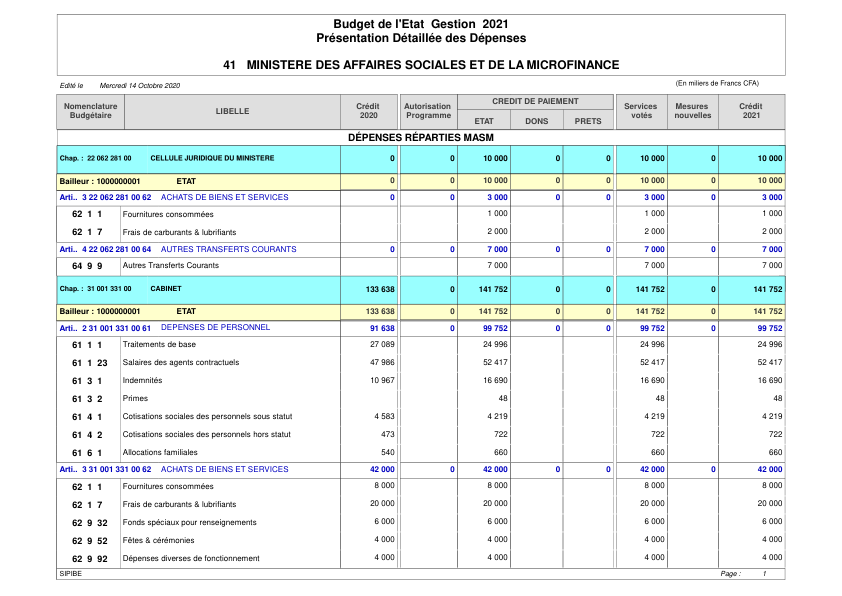 Budget de l'Etat Gestion 2021
Présentation Détaillée des Dépenses
41 MINISTERE DES AFFAIRES SOCIALES ET DE LA MICROFINANCE
Edité le Mercredi 14 Octobre 2020 (En miliers de Francs CFA)
Nomenclature Budgétaire LIBELLE Crédit 2020 Autorisation Programme CREDIT DE PAIEMENT ETAT DONS PRETS Services votés Mesures nouvelles Crédit 2021
DÉPENSES RÉPARTIES MASM
Chap. : 22 062 281 00 CELLULE JURIDIQUE DU MINISTERE 0 0 10 000 0 0 10 000 0 10 000
Bailleur : 1000000001 ETAT 0 0 10 000 0 0 10 000 0 10 000
Arti.. 3 22 062 281 00 62 ACHATS DE BIENS ET SERVICES 0 0 3 000 0 0 3 000 0 3 000
62 1 1 Fournitures consommées 1 000 1 000 1 000
62 1 7 Frais de carburants & lubrifiants 2 000 2 000 2 000
Arti.. 4 22 062 281 00 64 AUTRES TRANSFERTS COURANTS 0 0 7 000 0 0 7 000 0 7 000
64 9 9 Autres Transferts Courants 7 000 7 000 7 000
Chap. : 31 001 331 00 CABINET 133 638 0 141 752 0 0 141 752 0 141 752
Bailleur : 1000000001 ETAT 133 638 0 141 752 0 0 141 752 0 141 752
Arti.. 2 31 001 331 00 61 DEPENSES DE PERSONNEL 91 638 0 99 752 0 0 99 752 0 99 752
61 1 1 Traitements de base 27 089 24 996 24 996 24 996
61 1 23 Salaires des agents contractuels 47 986 52 417 52 417 52 417
61 3 1 Indemnités 10 967 16 690 16 690 16 690
61 3 2 Primes 48 48 48
61 4 1 Cotisations sociales des personnels sous statut 4 583 4 219 4 219 4 219
61 4 2 Cotisations sociales des personnels hors statut 473 722 722 722
61 6 1 Allocations familiales 540 660 660 660
Arti.. 3 31 001 331 00 62 ACHATS DE BIENS ET SERVICES 42 000 0 42 000 0 0 42 000 0 42 000
62 1 1 Fournitures consommées 8 000 8 000 8 000 8 000
62 1 7 Frais de carburants & lubrifiants 20 000 20 000 20 000 20 000
62 9 32 Fonds spéciaux pour renseignements 6 000 6 000 6 000 6 000
62 9 52 Fêtes & cérémonies 4 000 4 000 4 000 4 000
62 9 92 Dépenses diverses de fonctionnement 4 000 4 000 4 000 4 000
SIPIBE Page : 1